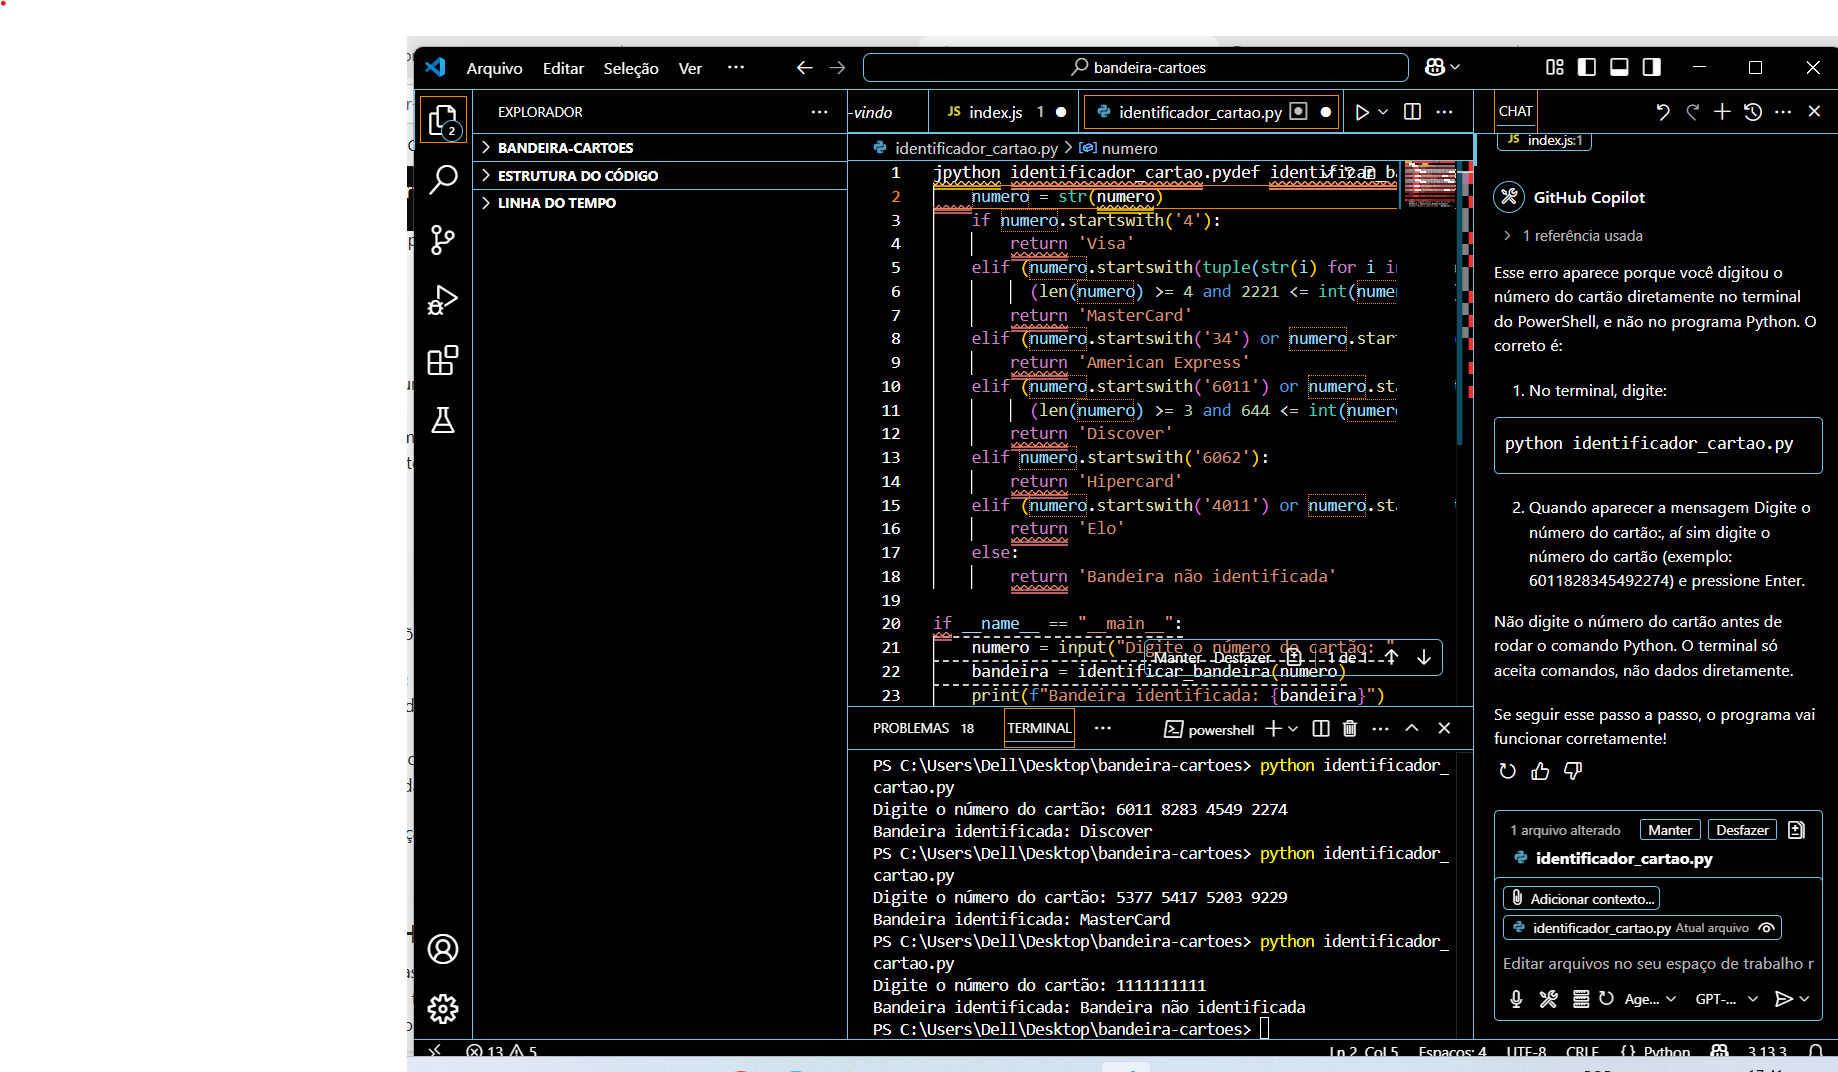 Arquivo Editar Seleção Ver ··· bandeira-cartoes
EXPLORADOR
2
BANDEIRA-CARTOES
ESTRUTURA DO CÓDIGO
LINHA DO TEMPO
-vindo JS index.js 1 identificador_cartao.py
identificador_cartao.py > numero
1 jpython identificador_cartao.pydef identificar_ba
2 numero = str(numero)
3 if numero.startswith('4'):
4 return 'Visa'
5 elif (numero.startswith(tuple(str(i) for i in
6 (len(numero) >= 4 and 2221 <= int(numer
7 return 'MasterCard'
8 elif (numero.startswith('34') or numero.star
9 return 'American Express'
10 elif (numero.startswith('6011') or numero.sta
11 (len(numero) >= 3 and 644 <= int(numero
12 return 'Discover'
13 elif numero.startswith('6062'):
14 return 'Hipercard'
15 elif (numero.startswith('4011') or numero.sta
16 return 'Elo'
17 else:
18 return 'Bandeira não identificada'
19
20 if __name__ == "__main__":
21 numero = input("Digite o número do cartão: "
Manter Desfazer 1 de 1
22 bandeira = identificar_bandeira(numero)
23 print(f"Bandeira identificada: {bandeira}")
PROBLEMAS 18 TERMINAL ··· powershell
PS C:\Users\Dell\Desktop\bandeira-cartoes> python identificador_
cartao.py
Digite o número do cartão: 6011 8283 4549 2274
Bandeira identificada: Discover
PS C:\Users\Dell\Desktop\bandeira-cartoes> python identificador_
cartao.py
Digite o número do cartão: 5377 5417 5203 9229
Bandeira identificada: MasterCard
PS C:\Users\Dell\Desktop\bandeira-cartoes> python identificador_
cartao.py
Digite o número do cartão: 1111111111
Bandeira identificada: Bandeira não identificada
PS C:\Users\Dell\Desktop\bandeira-cartoes>
CHAT
JS index.js:1
GitHub Copilot
1 referência usada
Esse erro aparece porque você digitou o
número do cartão diretamente no terminal
do PowerShell, e não no programa Python. O
correto é:
1. No terminal, digite:
python identificador_cartao.py
2. Quando aparecer a mensagem Digite o
número do cartão:, aí sim digite o
número do cartão (exemplo:
6011828345492274) e pressione Enter.
Não digite o número do cartão antes de
rodar o comando Python. O terminal só
aceita comandos, não dados diretamente.
Se seguir esse passo a passo, o programa vai
funcionar corretamente!
1 arquivo alterado Manter Desfazer
identificador_cartao.py
Adicionar contexto...
identificador_cartao.py Atual arquivo
Editar arquivos no seu espaço de trabalho r
Age... GPT-...
13 5 Ln 2, Col 5 Espaços: 4 UTF-8 CRLF {} Python 3.13.3